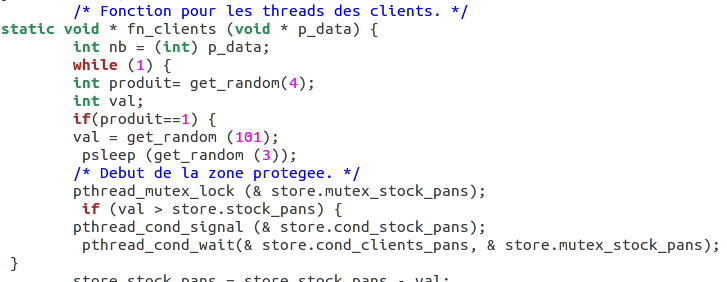 /* Fonction pour les threads des clients. */
static void * fn_clients (void * p_data) {
int nb = (int) p_data;
while (1) {
int produit= get_random(4);
int val;
if(produit==1) {
val = get_random (101);
psleep (get_random (3));
/* Debut de la zone protegee. */
pthread_mutex_lock (& store.mutex_stock_pans);
if (val > store.stock_pans) {
pthread_cond_signal (& store.cond_stock_pans);
pthread_cond_wait(& store.cond_clients_pans, & store.mutex_stock_pans);
}
store.stock_pans = store.stock_pans - val;